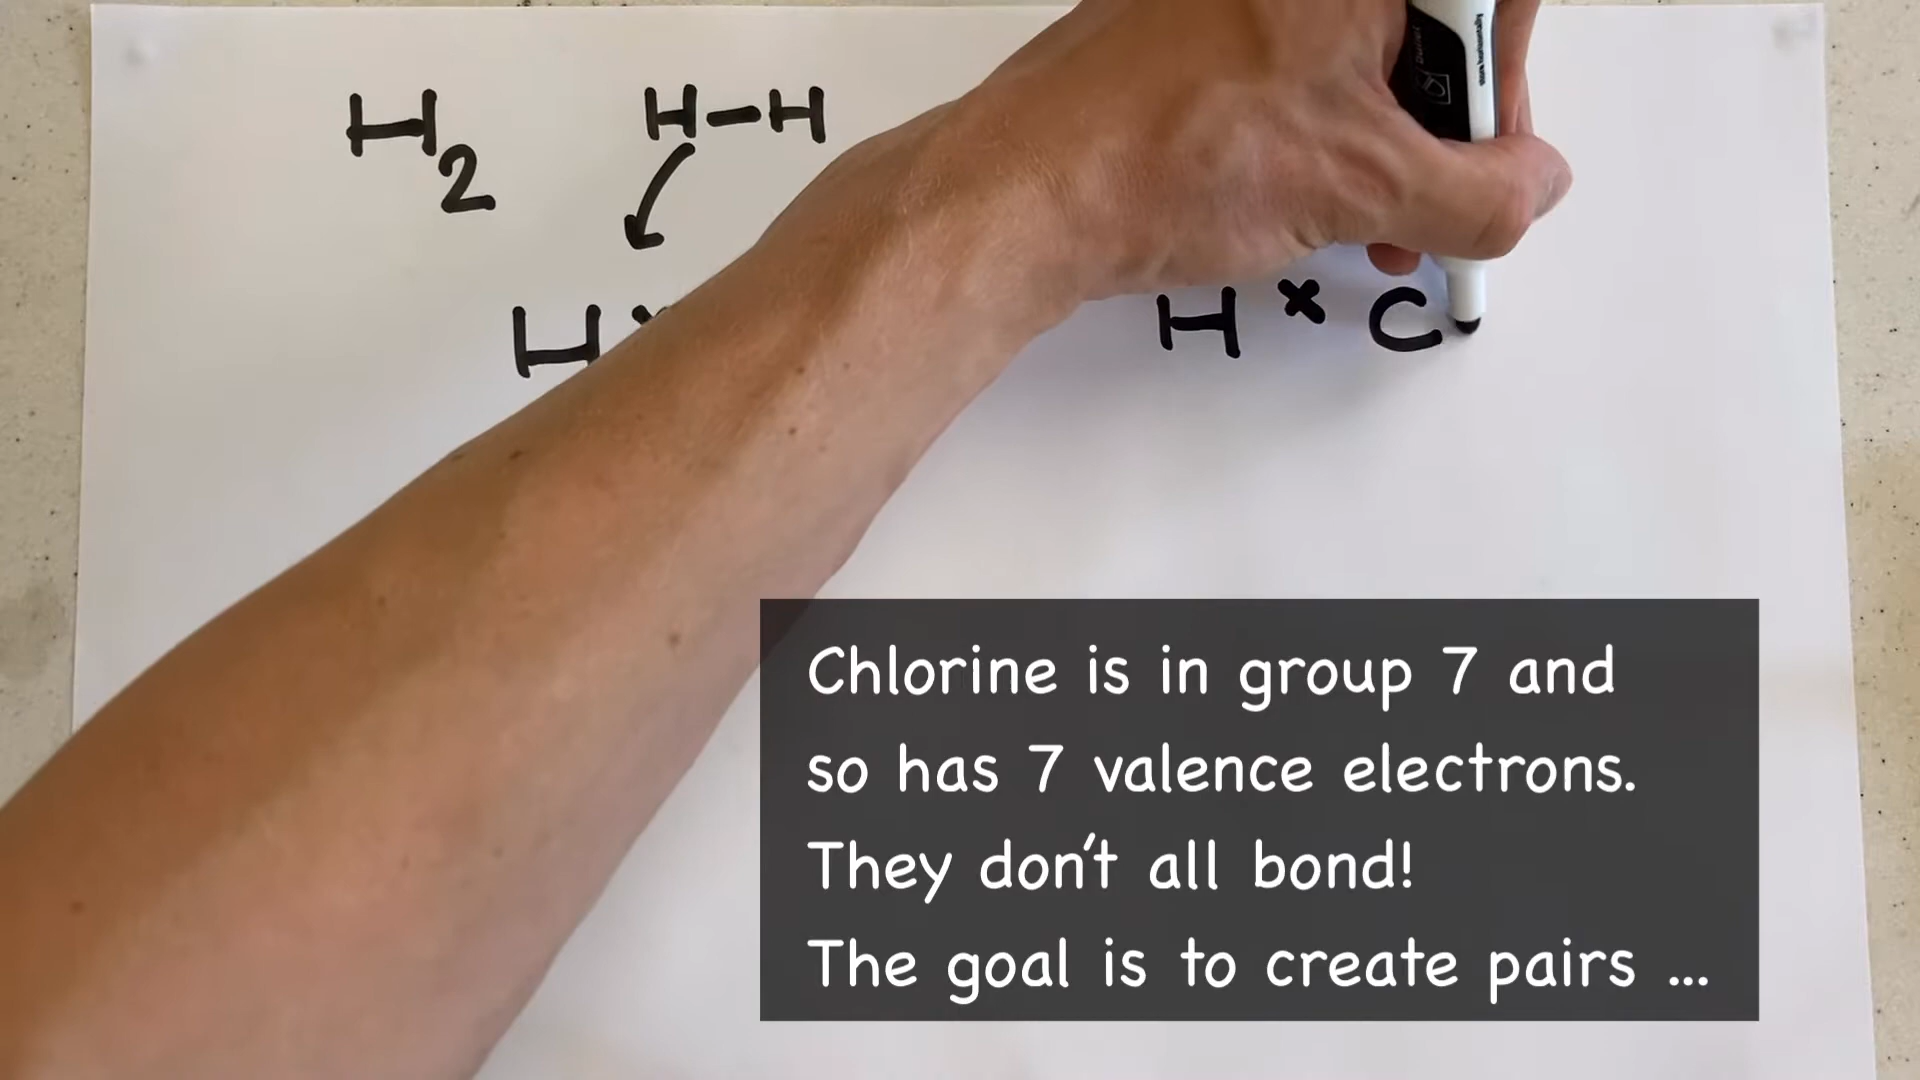 H2 H-H
H x H x C
Chlorine is in group 7 and
so has 7 valence electrons.
They don't all bond!
The goal is to create pairs ...